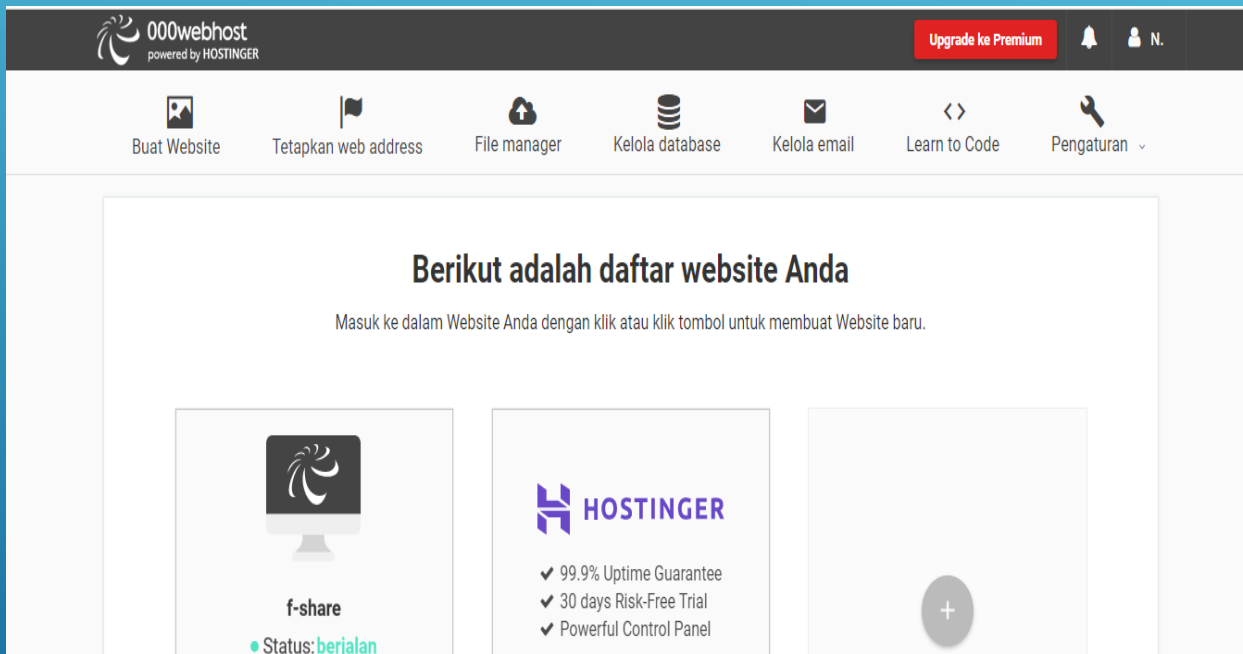 000webhost
powered by HOSTINGER
Upgrade ke Premium
N.
Buat Website
Tetapkan web address
File manager
Kelola database
Kelola email
Learn to Code
Pengaturan
Berikut adalah daftar website Anda
Masuk ke dalam Website Anda dengan klik atau klik tombol untuk membuat Website baru.
f-share
Status: berjalan
HOSTINGER
99.9% Uptime Guarantee
30 days Risk-Free Trial
Powerful Control Panel